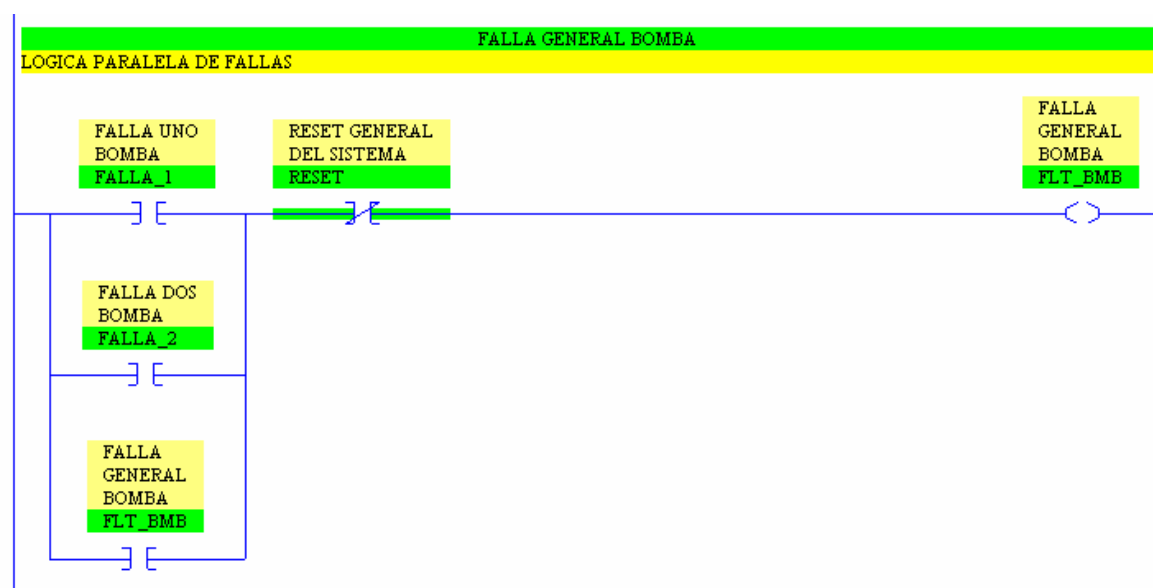 FALLA GENERAL BOMBA
LOGICA PARALELA DE FALLAS
FALLA UNO
BOMBA
FALLA_1
RESET GENERAL
DEL SISTEMA
RESET
FALLA
GENERAL
BOMBA
FLT_BMB
FALLA DOS
BOMBA
FALLA_2
FALLA
GENERAL
BOMBA
FLT_BMB